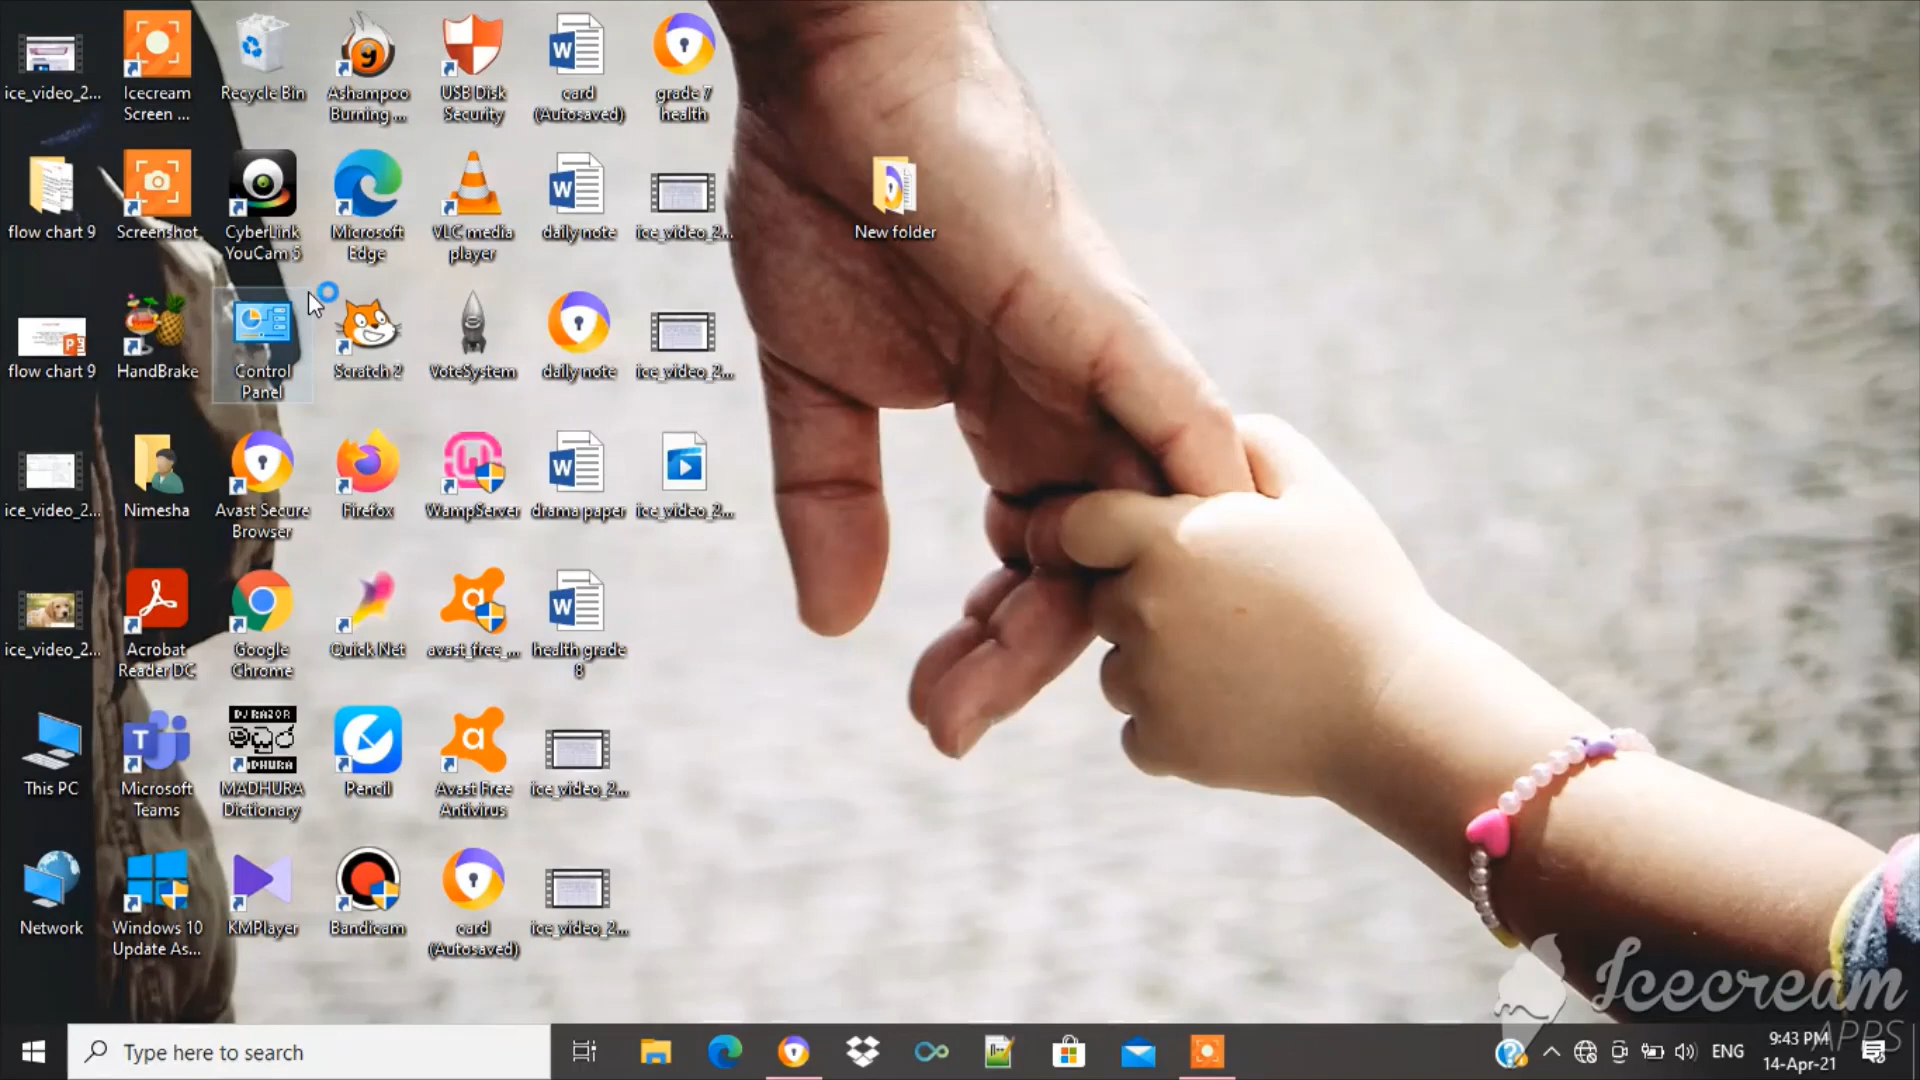 ice_video_2...
Icecream
Screen ...
Recycle Bin
Ashampoo
Burning ...
USB Disk
Security
card
(Autosaved)
grade 7
health
flow chart 9
Screenshot
CyberLink
YouCam 5
Microsoft
Edge
VLC media
player
daily note
ice_video_2...
New folder
flow chart 9
HandBrake
Control
Panel
Scratch 2
VoteSystem
daily note
ice_video_2...
ice_video_2...
Nimesha
Avast Secure
Browser
Firefox
WampServer
drama paper
ice_video_2...
ice_video_2...
Acrobat
Reader DC
Google
Chrome
Quick Net
avast_free_...
health grade
8
This PC
Microsoft
Teams
DJ RAZOR
මධුර
MADHURA
Dictionary
Pencil
Avast Free
Antivirus
ice_video_2...
Network
Windows 10
Update As...
KMPlayer
Bandicam
card
(Autosaved)
ice_video_2...
Icecream
APPS
Type here to search
ENG
9:43 PM
14-Apr-21